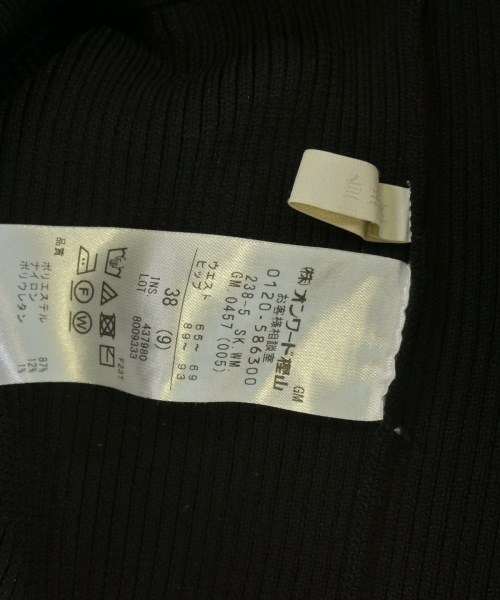 GM
㈱オンワード樫山
お客様相談室
0120-586300
238-5 SK,WM
GM 0457 (005)
ウエスト 65~ 69
ヒップ 89~ 93
38 (9)
INS 437980
LOT 8009333
F237
品質
ポリエステル 87%
ナイロン 12%
ポリウレタン 1%